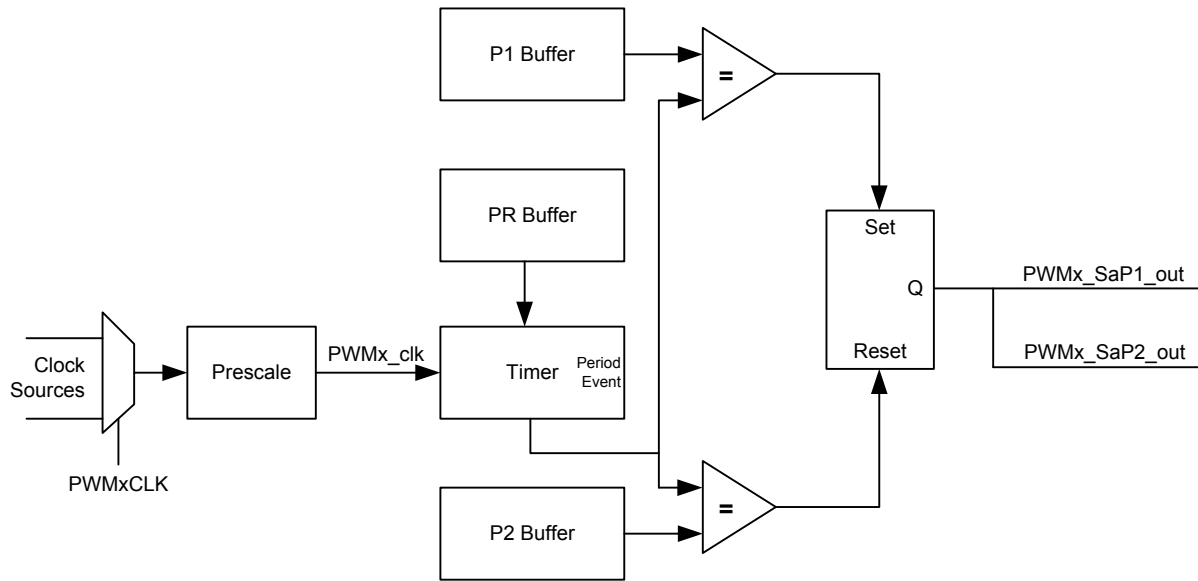 P1 Buffer
=
PR Buffer
Set
Q
PWMx_SaP1_out
Clock
Sources
Prescale
PWMx_clk
Timer
Period
Event
Reset
PWMx_SaP2_out
PWMxCLK
P2 Buffer
=